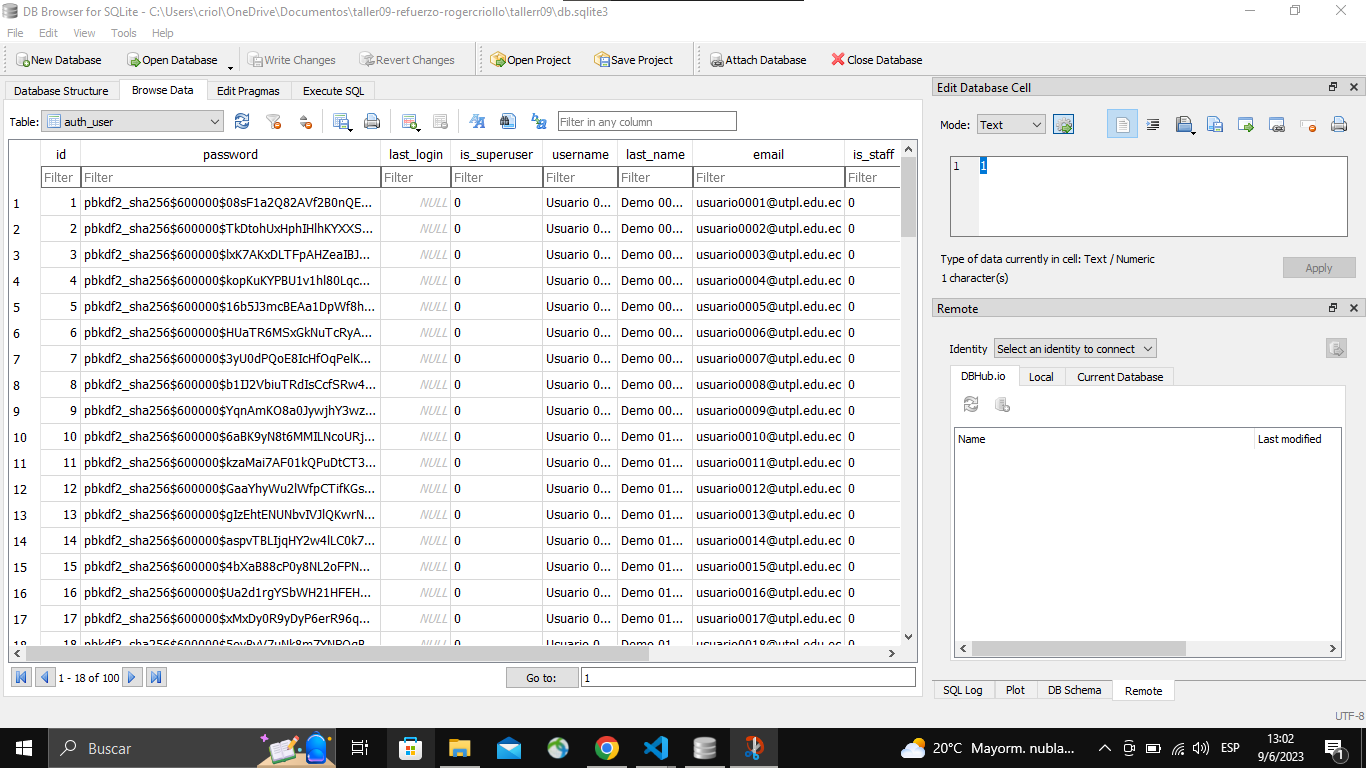 DB Browser for SQLite - C:\Users\criol\OneDrive\Documentos\taller09-refuerzo-rogercriollo\tallerr09\db.sqlite3
File Edit View Tools Help
New Database Open Database Write Changes Revert Changes Open Project Save Project Attach Database Close Database
Database Structure Browse Data Edit Pragmas Execute SQL
Table: auth_user Filter in any column
id password last_login is_superuser username last_name email is_staff
Filter Filter Filter Filter Filter Filter Filter Filter
1 1 pbkdf2_sha256$600000$08sF1a2Q82AVf2B0nQE... NULL 0 Usuario 0... Demo 00... usuario0001@utpl.edu.ec 0
2 2 pbkdf2_sha256$600000$TkDtohUxHphIHlhKYXXS... NULL 0 Usuario 0... Demo 00... usuario0002@utpl.edu.ec 0
3 3 pbkdf2_sha256$600000$lxK7AKxDLTFpAHZeaIBJ... NULL 0 Usuario 0... Demo 00... usuario0003@utpl.edu.ec 0
4 4 pbkdf2_sha256$600000$kopKuKYPBU1v1hl80Lqc... NULL 0 Usuario 0... Demo 00... usuario0004@utpl.edu.ec 0
5 5 pbkdf2_sha256$600000$16b5J3mcBEAa1DpWf8h... NULL 0 Usuario 0... Demo 00... usuario0005@utpl.edu.ec 0
6 6 pbkdf2_sha256$600000$HUaTR6MSxGkNuTcRyA... NULL 0 Usuario 0... Demo 00... usuario0006@utpl.edu.ec 0
7 7 pbkdf2_sha256$600000$3yU0dPQoE8IcHfOqPelK... NULL 0 Usuario 0... Demo 00... usuario0007@utpl.edu.ec 0
8 8 pbkdf2_sha256$600000$b1IJ2VbiuTRdIsCcfSRw4... NULL 0 Usuario 0... Demo 00... usuario0008@utpl.edu.ec 0
9 9 pbkdf2_sha256$600000$YqnAmKO8a0JywjhY3wz... NULL 0 Usuario 0... Demo 00... usuario0009@utpl.edu.ec 0
10 10 pbkdf2_sha256$600000$6aBK9yN8t6MMILNcoURj... NULL 0 Usuario 0... Demo 01... usuario0010@utpl.edu.ec 0
11 11 pbkdf2_sha256$600000$kzaMai7AF01kQPuDtCT3... NULL 0 Usuario 0... Demo 01... usuario0011@utpl.edu.ec 0
12 12 pbkdf2_sha256$600000$GaaYhyWu2lWfpCTifKGs... NULL 0 Usuario 0... Demo 01... usuario0012@utpl.edu.ec 0
13 13 pbkdf2_sha256$600000$gIzEhtENUNbvIVJlQKwrN... NULL 0 Usuario 0... Demo 01... usuario0013@utpl.edu.ec 0
14 14 pbkdf2_sha256$600000$aspvTBLIjqHY2w4lLC0k7... NULL 0 Usuario 0... Demo 01... usuario0014@utpl.edu.ec 0
15 15 pbkdf2_sha256$600000$4bXaB88cP0y8NL2oFPN... NULL 0 Usuario 0... Demo 01... usuario0015@utpl.edu.ec 0
16 16 pbkdf2_sha256$600000$Ua2d1rgYSbWH21HFEH... NULL 0 Usuario 0... Demo 01... usuario0016@utpl.edu.ec 0
17 17 pbkdf2_sha256$600000$xMxDy0R9yDyP6erR96q... NULL 0 Usuario 0... Demo 01... usuario0017@utpl.edu.ec 0
18 18 NULL 0 Usuario 0... Demo 01... usuario0018@utpl.edu.ec 0
1 - 18 of 100 Go to: 1
Edit Database Cell
Mode: Text
1 1
Type of data currently in cell: Text / Numeric
1 character(s)
Apply
Remote
Identity Select an identity to connect
DBHub.io Local Current Database
Name Last modified
SQL Log Plot DB Schema Remote
UTF-8
Buscar
20°C Mayorm. nubla... ESP 13:02
9/6/2023
1